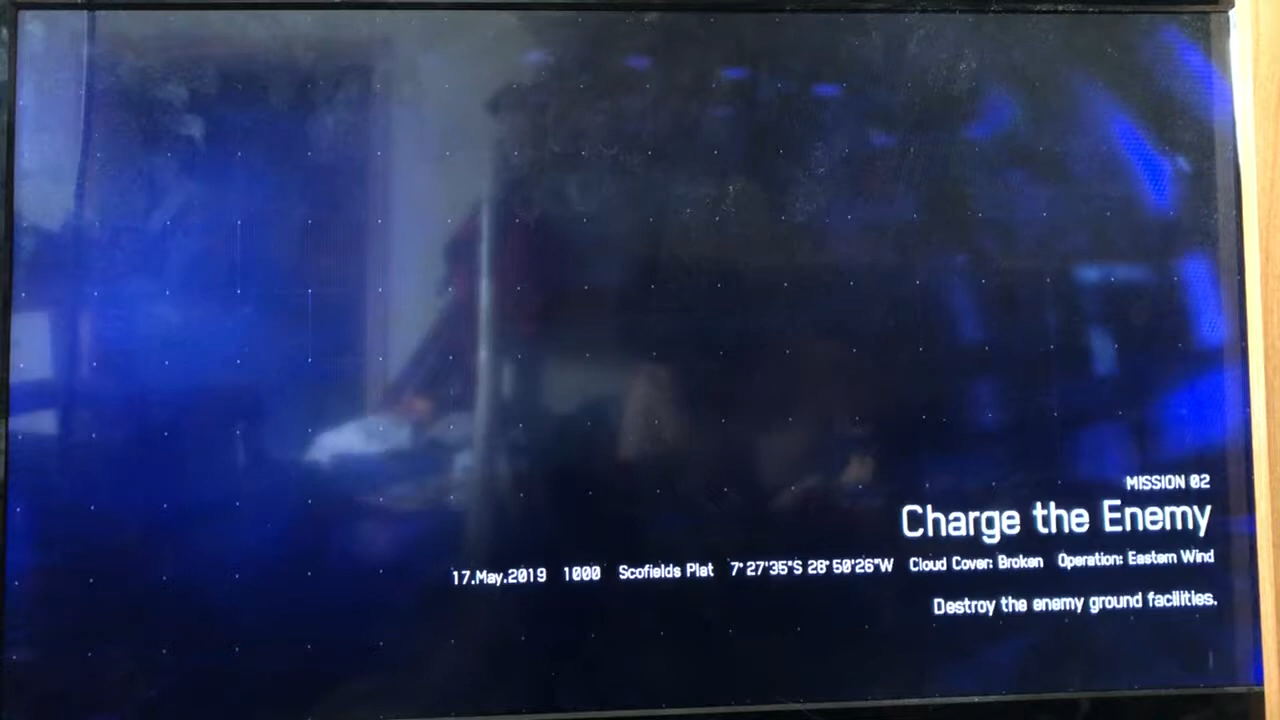 MISSION 02
Charge the Enemy
17.May.2019 1000 Scofields Plat 7°27'35"S 28°50'26"W Cloud Cover: Broken Operation: Eastern Wind
Destroy the enemy ground facilities.